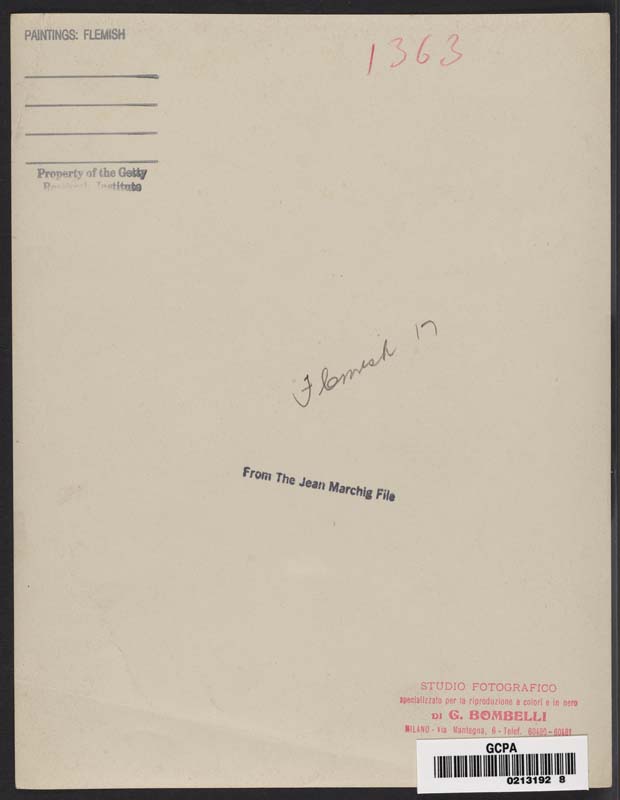 PAINTINGS: FLEMISH
1363
Property of the Getty
Research Institute
Flemish 17
From The Jean Marchig File
STUDIO FOTOGRAFICO
specializzato per la riproduzione a colori e in nero
DI G. BOMBELLI
MILANO - Via Mantegna, 6 - Telef. 60480 - 60481
GCPA
0213192 8